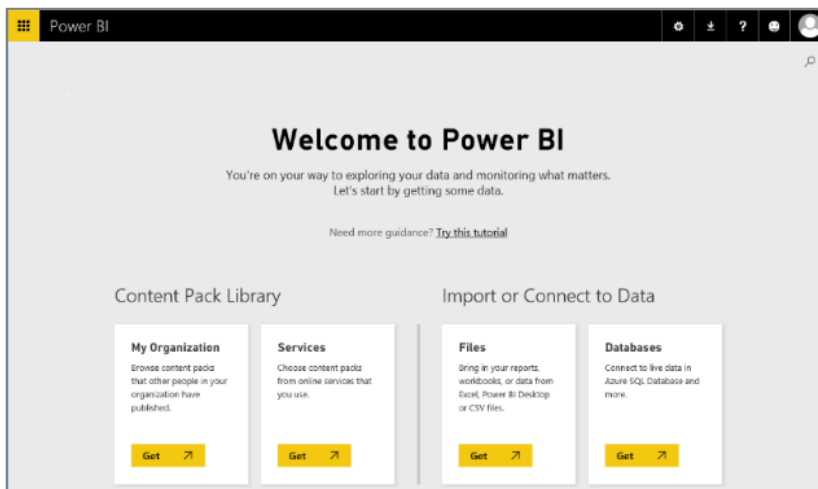 Power BI
?
Welcome to Power BI
You're on your way to exploring your data and monitoring what matters.
Let's start by getting some data.
Need more guidance? Try this tutorial
Content Pack Library
Import or Connect to Data
My Organization
Browse content packs
that other people in your
organization have
published.
Get
Services
Choose content packs
from online services that
you use.
Get
Files
Bring in your reports,
workbooks, or data from
Excel, Power BI Desktop
or CSV files.
Get
Databases
Connect to live data in
Azure SQL Database and
more.
Get